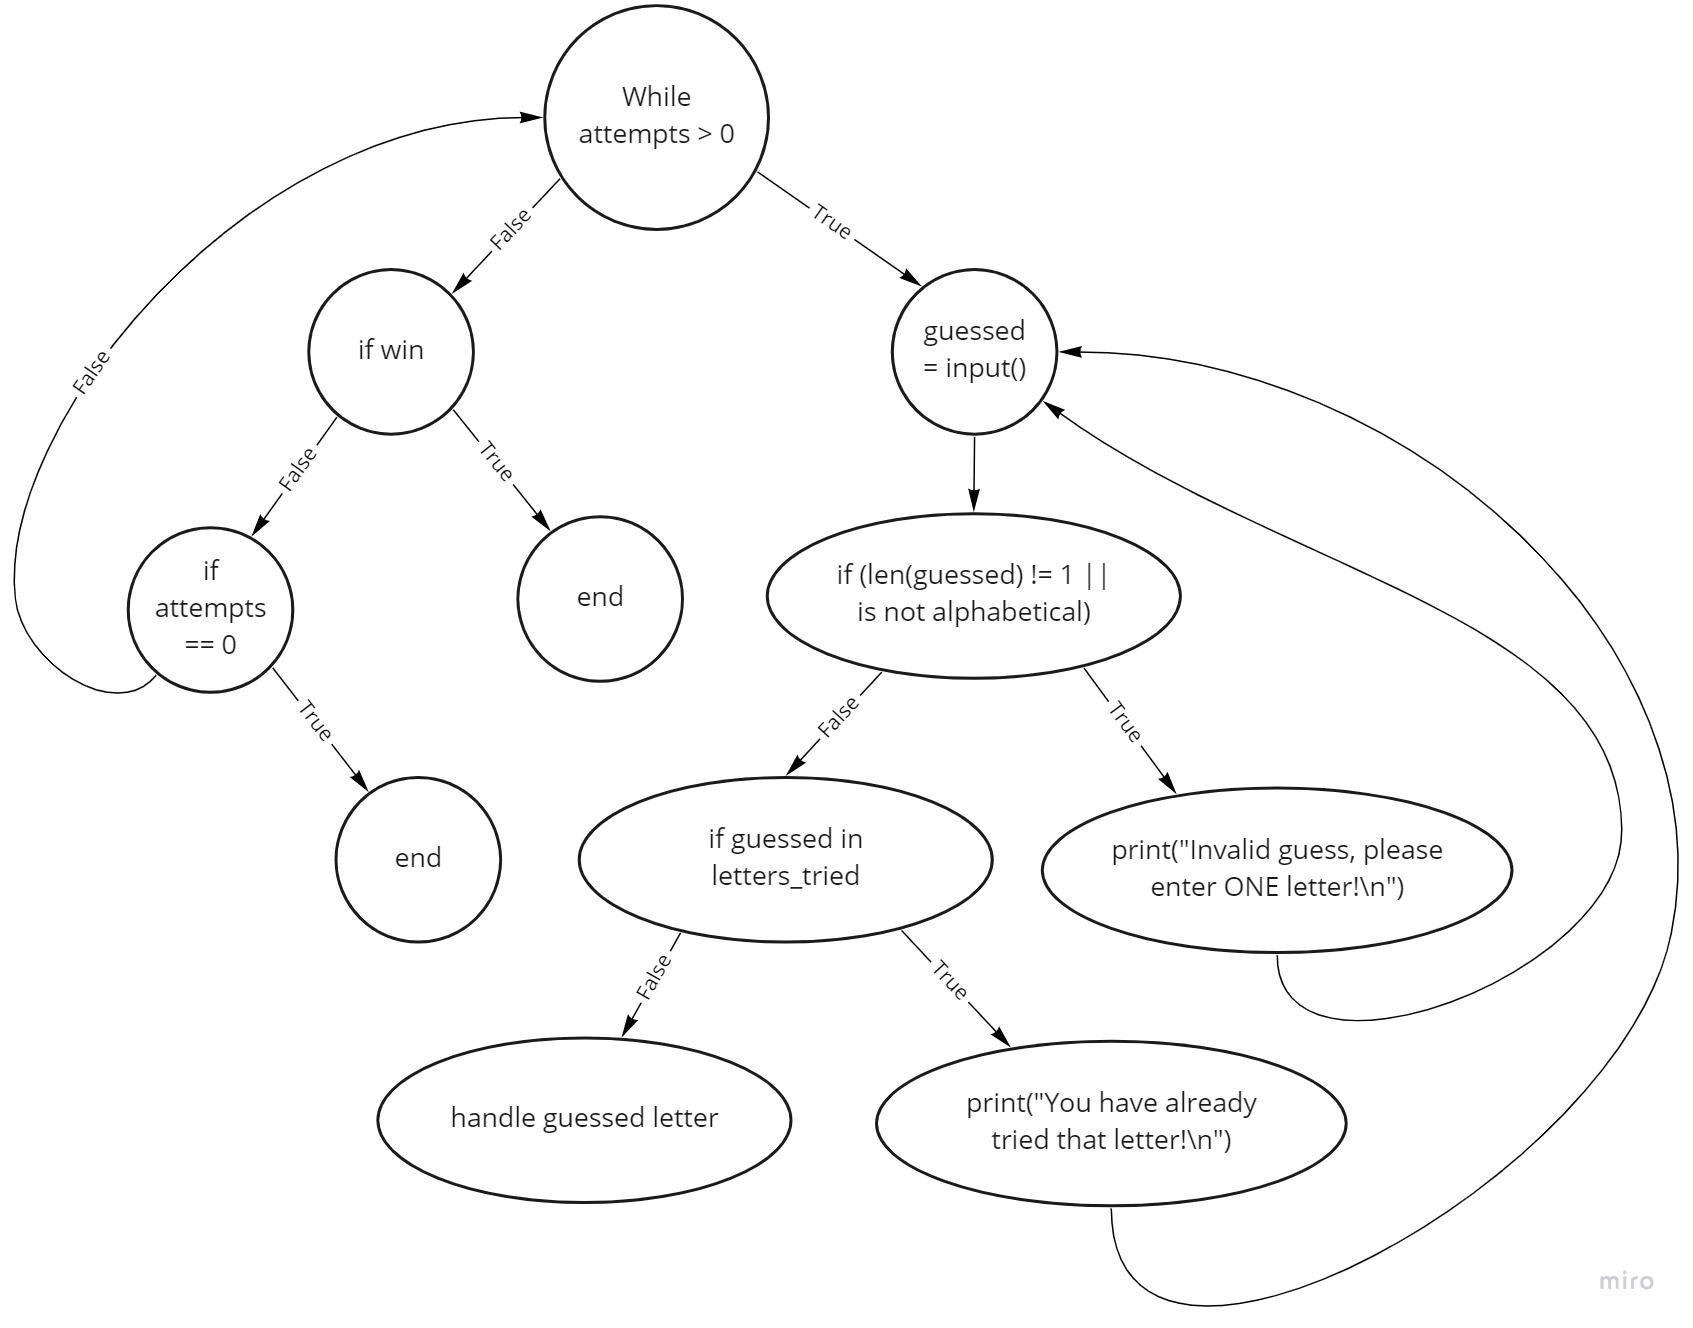 While
attempts > 0
False
True
if win
guessed
= input()
False
False
True
if
attempts
== 0
end
if (len(guessed) != 1 ||
is not alphabetical)
True
False
True
end
if guessed in
letters_tried
print("Invalid guess, please
enter ONE letter!\n")
False
True
handle guessed letter
print("You have already
tried that letter!\n")
miro